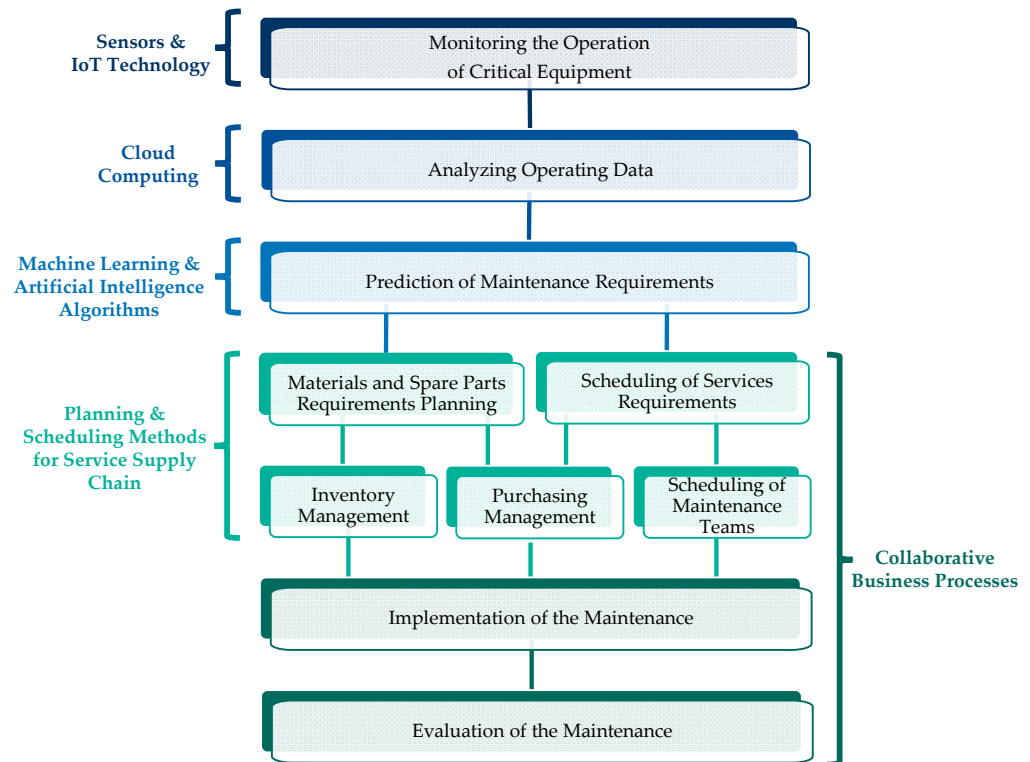 Sensors &
IoT Technology
Monitoring the Operation
of Critical Equipment
Cloud
Computing
Analyzing Operating Data
Machine Learning &
Artificial Intelligence
Algorithms
Prediction of Maintenance Requirements
Planning &
Scheduling Methods
for Service Supply
Chain
Materials and Spare Parts
Requirements Planning
Scheduling of Services
Requirements
Inventory
Management
Purchasing
Management
Scheduling of
Maintenance
Teams
Collaborative
Business Processes
Implementation of the Maintenance
Evaluation of the Maintenance